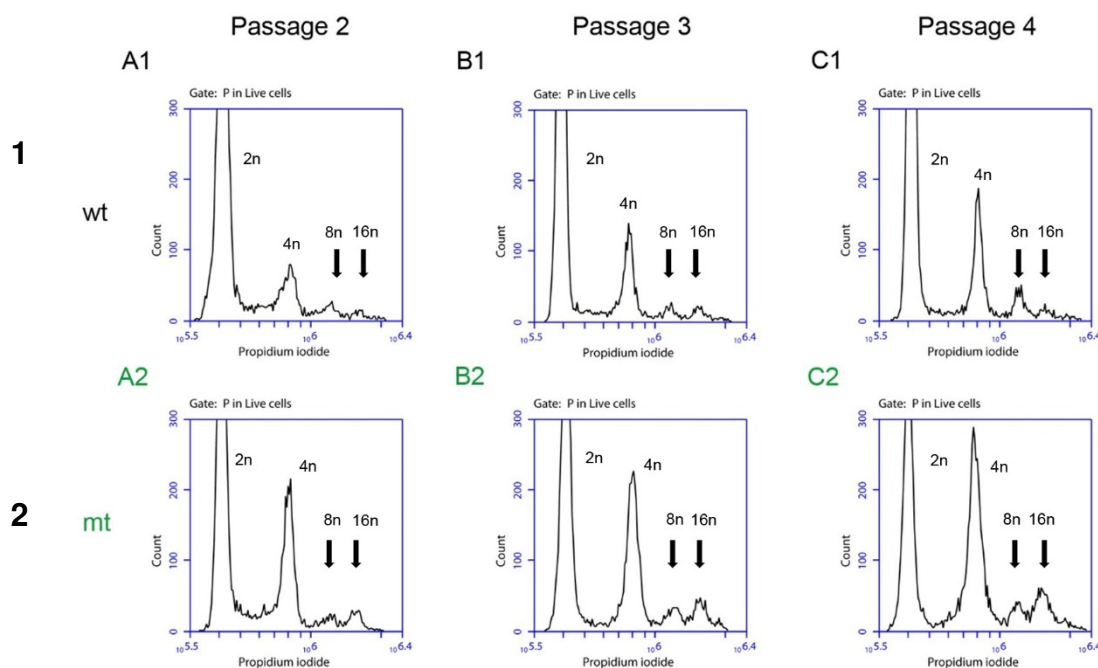 Passage 2 Passage 3 Passage 4
A1 B1 C1
Gate: P in Live cells Gate: P in Live cells Gate: P in Live cells
1
wt
300 300 300
2n 2n 2n
200 200 200
4n 4n 4n
8n 16n 8n 16n 8n 16n
100 100 100
Count Count Count
0 0 0
10 5.5 10 6 10 6.4 10 5.5 10 6 10 6.4 10 5.5 10 6 10 6.4
Propidium iodide Propidium iodide Propidium iodide
A2 B2 C2
Gate: P in Live cells Gate: P in Live cells Gate: P in Live cells
2
mt
300 300 300
2n 4n 2n 4n 2n 4n
200 200 200
8n 16n 8n 16n 8n 16n
100 100 100
Count Count Count
0 0 0
10 5.5 10 6 10 6.4 10 5.5 10 6 10 6.4 10 5.5 10 6 10 6.4
Propidium iodide Propidium iodide Propidium iodide